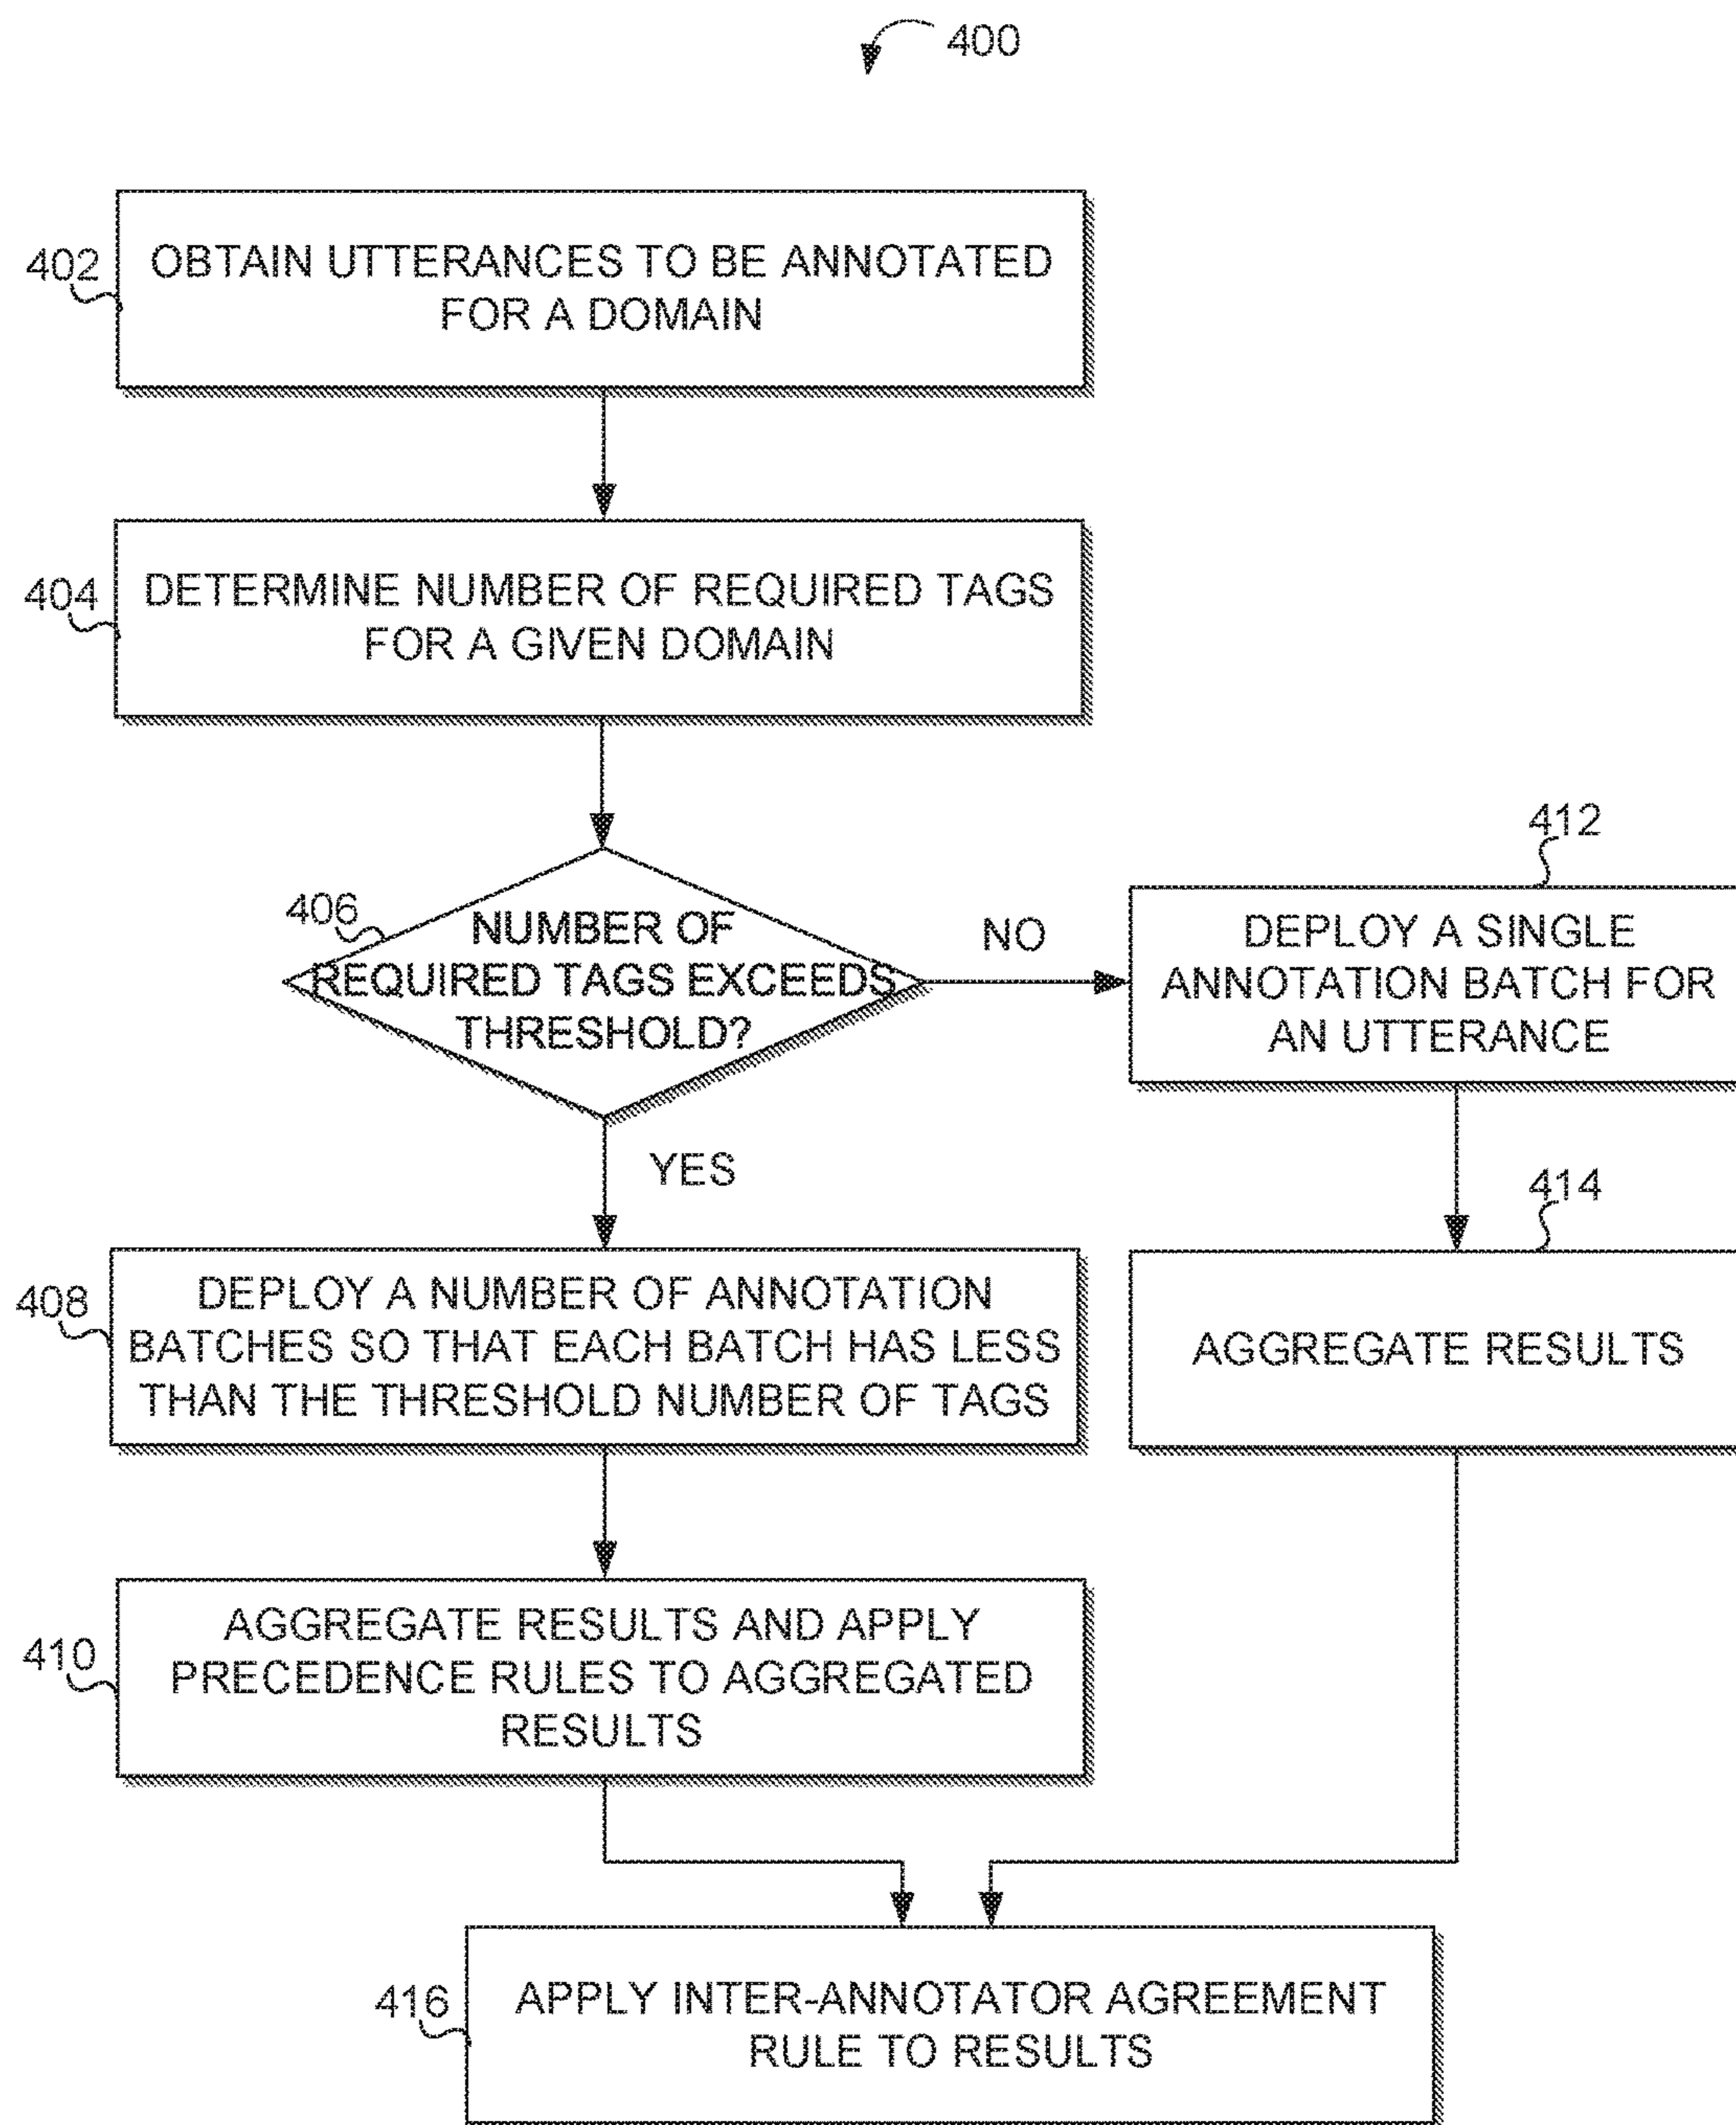 400
402
OBTAIN UTTERANCES TO BE ANNOTATED
FOR A DOMAIN
404
DETERMINE NUMBER OF REQUIRED TAGS
FOR A GIVEN DOMAIN
406
NUMBER OF
REQUIRED TAGS EXCEEDS
THRESHOLD?
NO
412
DEPLOY A SINGLE
ANNOTATION BATCH FOR
AN UTTERANCE
YES
408
DEPLOY A NUMBER OF ANNOTATION
BATCHES SO THAT EACH BATCH HAS LESS
THAN THE THRESHOLD NUMBER OF TAGS
414
AGGREGATE RESULTS
410
AGGREGATE RESULTS AND APPLY
PRECEDENCE RULES TO AGGREGATED
RESULTS
416
APPLY INTER-ANNOTATOR AGREEMENT
RULE TO RESULTS